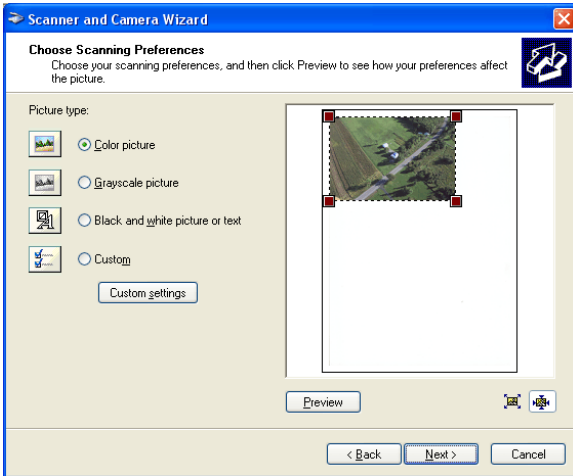 Scanner and Camera Wizard
Choose Scanning Preferences
Choose your scanning preferences, and then click Preview to see how your preferences affect
the picture.
Picture type:
Color picture
Grayscale picture
Black and white picture or text
Custom
Custom settings
Preview
< Back
Next >
Cancel